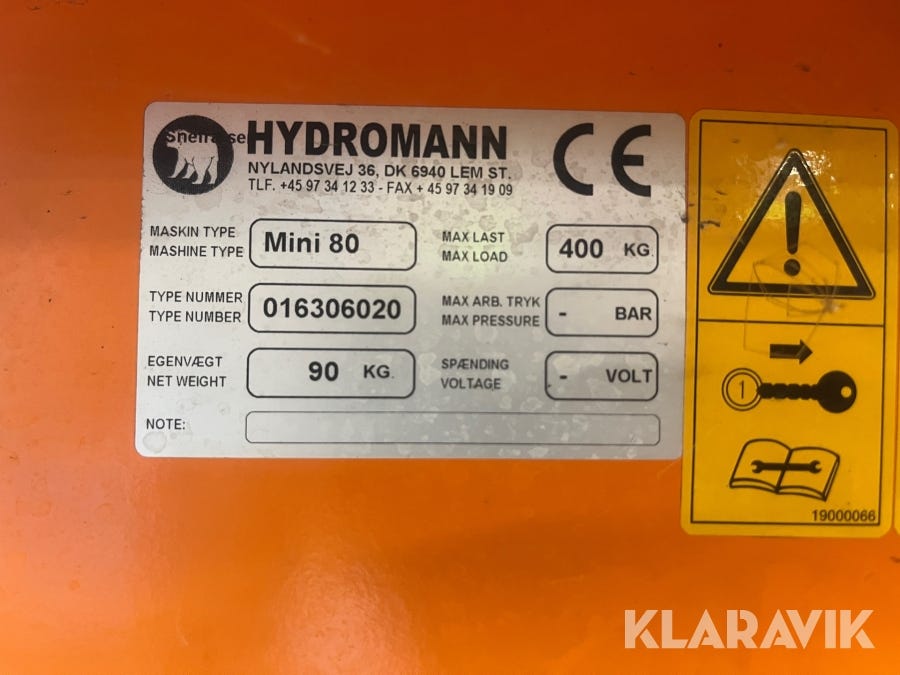 HYDROMANN
NYLANDSVEJ 36, DK 6940 LEM ST.
TLF. +45 97 34 12 33 - FAX + 45 97 34 19 09
CE
MASKIN TYPE
MASHINE TYPE
Mini 80
MAX LAST
MAX LOAD
400 KG
TYPE NUMMER
TYPE NUMBER
016306020
MAX ARB. TRYK
MAX PRESSURE
- BAR
EGENVÆGT
NET WEIGHT
90 KG.
SPÆNDING
VOLTAGE
- VOLT
NOTE:
!
1
19000066
KLARAVIK